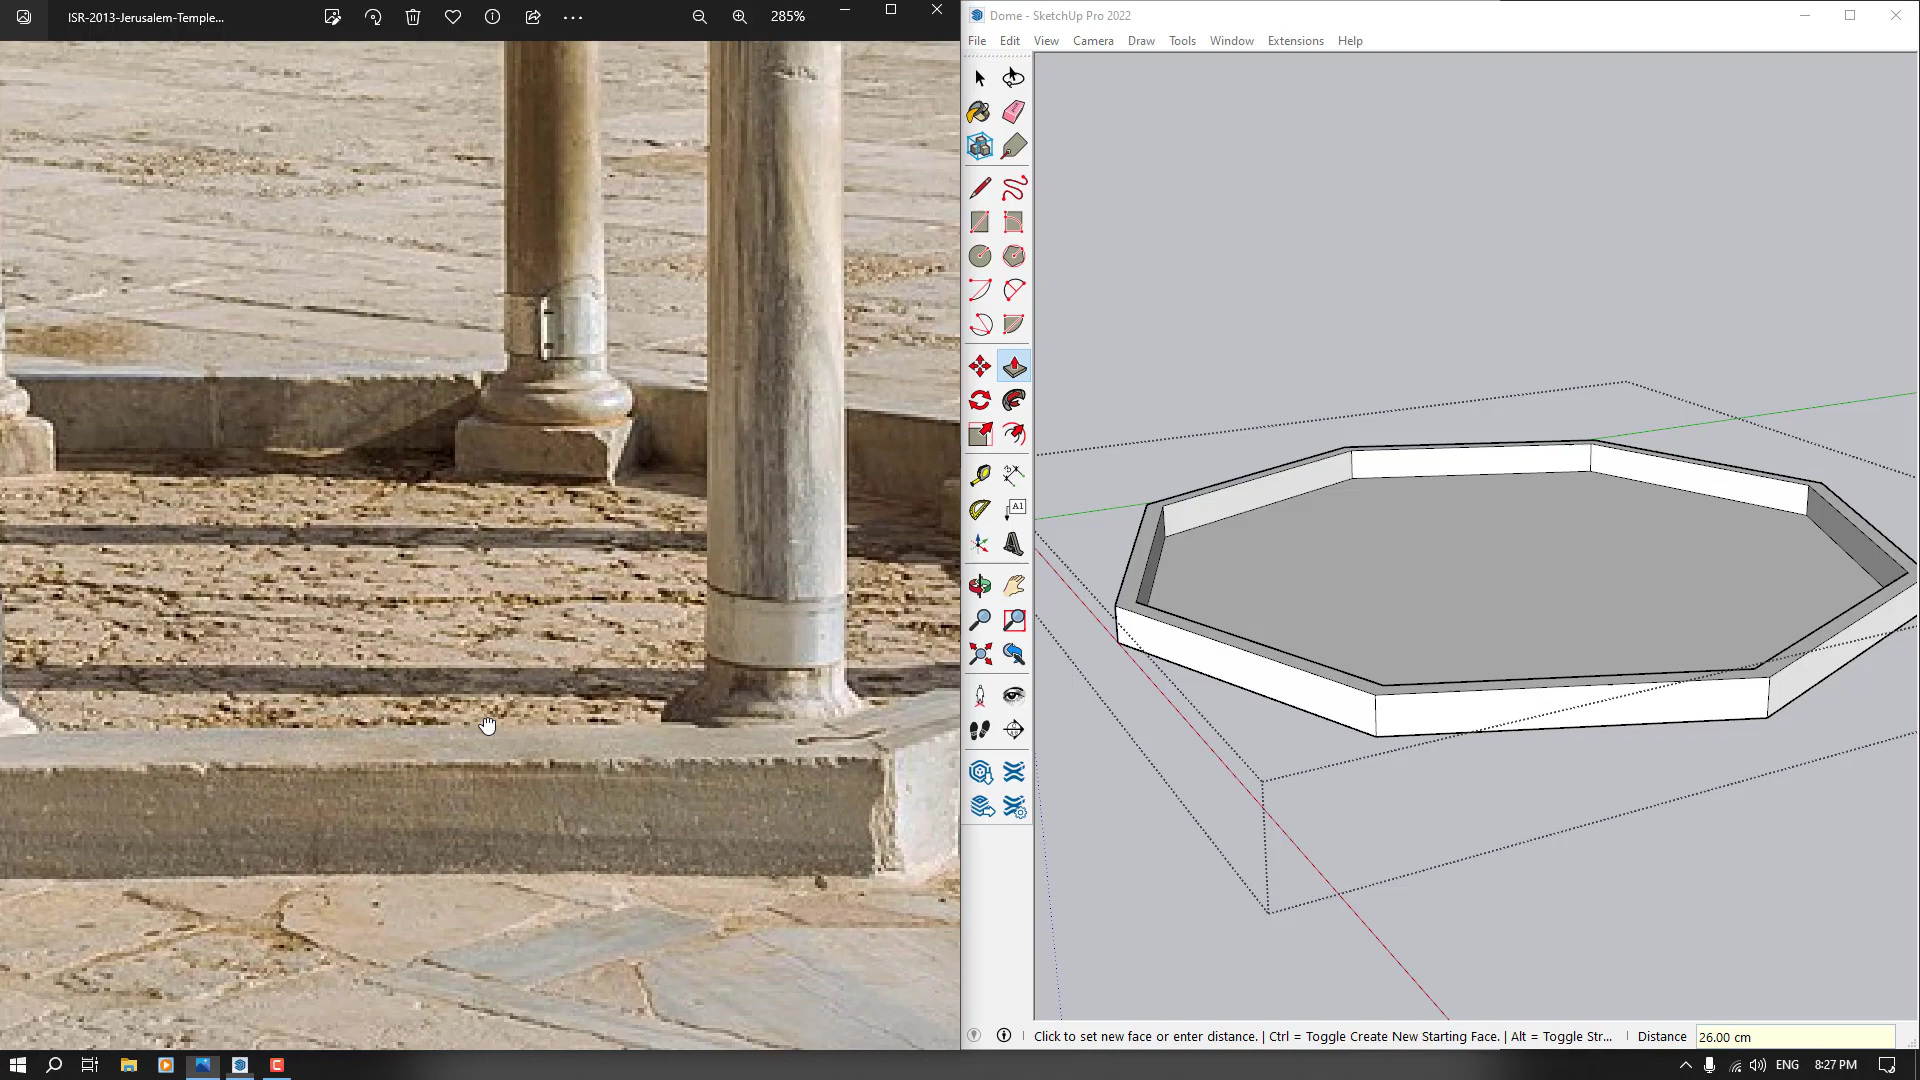 ISR-2013-Jerusalem-Temple...
285%
Dome - SketchUp Pro 2022
File Edit View Camera Draw Tools Window Extensions Help
A1
Click to set new face or enter distance. | Ctrl = Toggle Create New Starting Face. | Alt = Toggle Str...
Distance
26.00 cm
ENG
8:27 PM